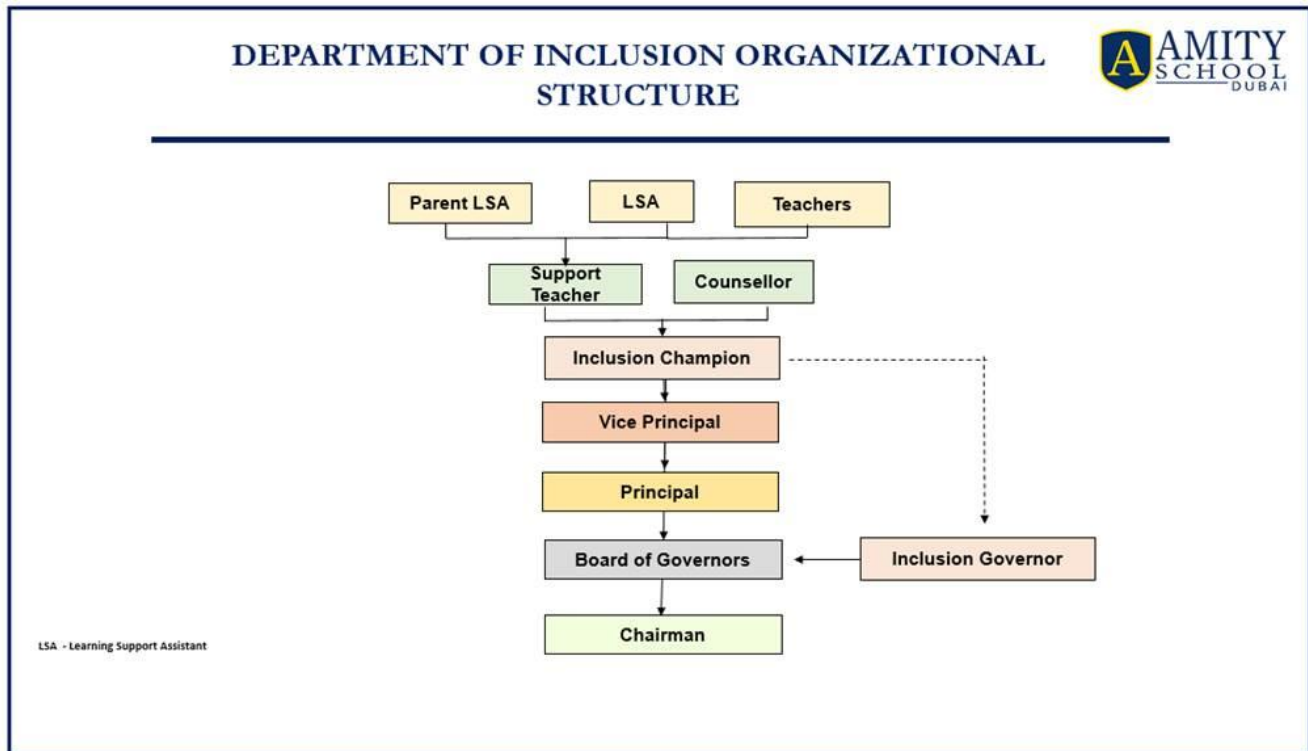 DEPARTMENT OF INCLUSION ORGANIZATIONAL
STRUCTURE
A AMITY
SCHOOL
DUBAI
Parent LSA
LSA
Teachers
Support
Teacher
Counsellor
Inclusion Champion
Vice Principal
Principal
Board of Governors
Inclusion Governor
Chairman
LSA - Learning Support Assistant